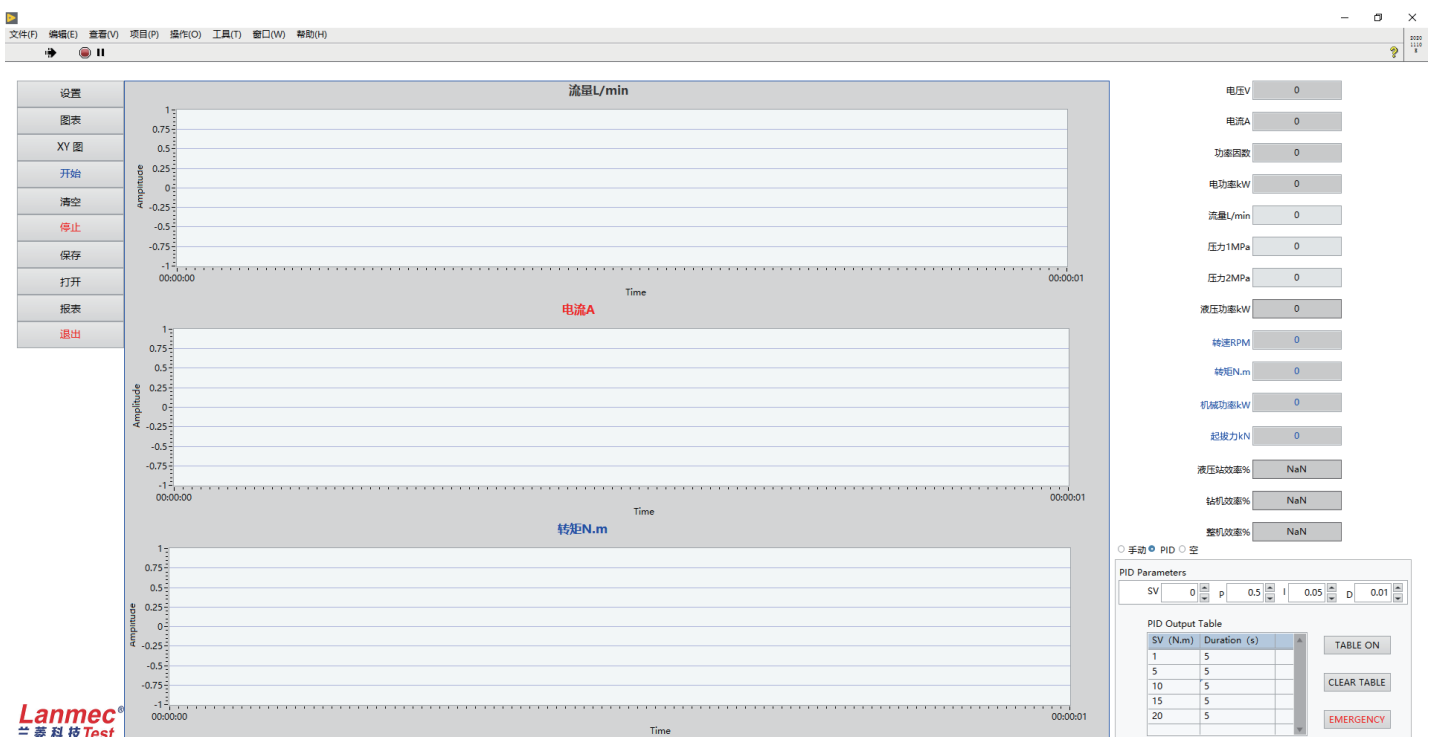 文件(F) 编辑(E) 查看(V) 项目(P) 操作(O) 工具(T) 窗口(W) 帮助(H)
2020
1110
设置
图表
XY 图
开始
清空
停止
保存
打开
报表
退出
流量L/min
Amplitude
1
0.75
0.5
0.25
0
-0.25
-0.5
-0.75
-1
00:00:00
00:00:01
Time
电流A
Amplitude
1
0.75
0.5
0.25
0
-0.25
-0.5
-0.75
-1
00:00:00
00:00:01
Time
转矩N.m
Amplitude
1
0.75
0.5
0.25
0
-0.25
-0.5
-0.75
-1
00:00:00
00:00:01
Time
电压V 0
电流A 0
功率因数 0
电功率kW 0
流量L/min 0
压力1MPa 0
压力2MPa 0
液压功率kW 0
转速RPM 0
转矩N.m 0
机械功率kW 0
起拔力kN 0
液压站效率% NaN
钻机效率% NaN
整机效率% NaN
手动 PID 空
PID Parameters
SV 0 P 0.5 I 0.05 D 0.01
PID Output Table
SV (N.m) Duration (s)
1 5
5 5
10 5
15 5
20 5
TABLE ON
CLEAR TABLE
EMERGENCY
Lanmec®
兰菱科技Test